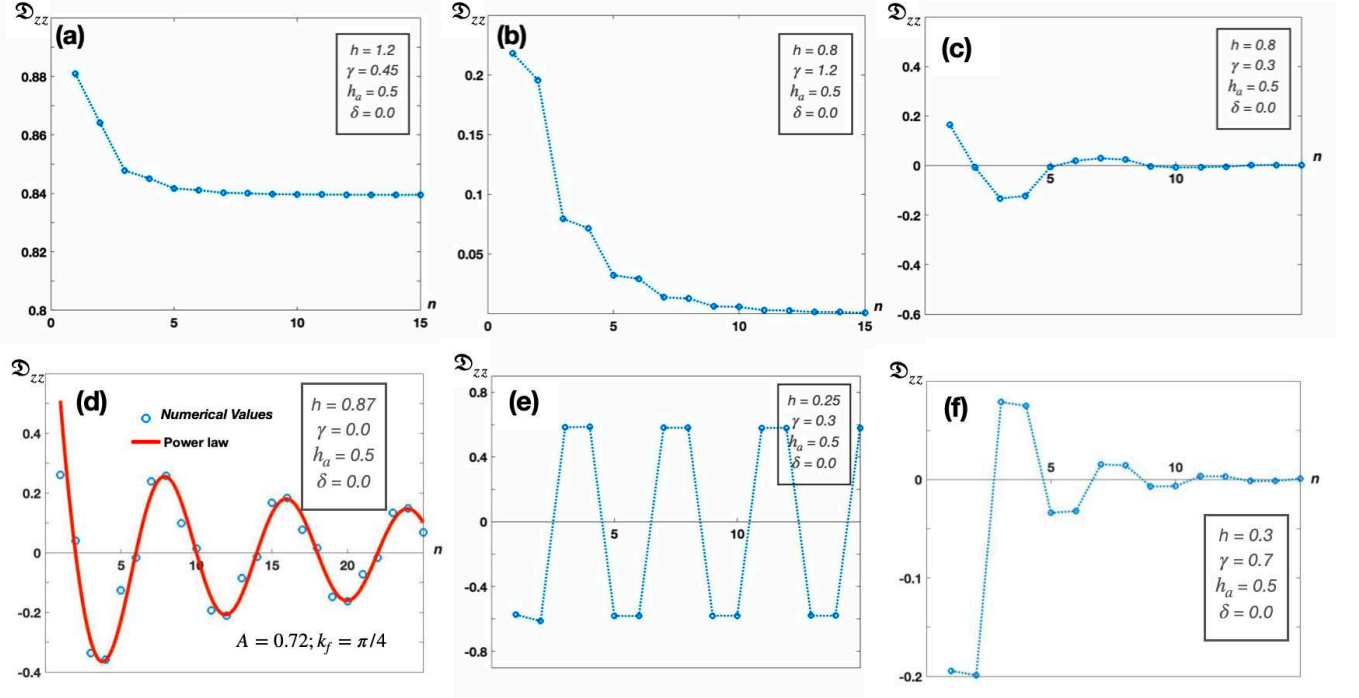 𝔇zz
(a)
h = 1.2
γ = 0.45
hₐ = 0.5
δ = 0.0
0.88
0.86
0.84
0.82
0.8
0
5
10
15
n
𝔇zz
(b)
h = 0.8
γ = 1.2
hₐ = 0.5
δ = 0.0
0.2
0.15
0.1
0.05
0
5
10
15
n
𝔇zz
(c)
h = 0.8
γ = 0.3
hₐ = 0.5
δ = 0.0
0.4
0.2
0
-0.2
-0.4
-0.6
5
10
n
𝔇zz
(d)
Numerical Values
Power law
h = 0.87
γ = 0.0
hₐ = 0.5
δ = 0.0
0.4
0.2
0
-0.2
-0.4
5
10
15
20
n
A = 0.72; k_f = π/4
𝔇zz
(e)
h = 0.25
γ = 0.3
hₐ = 0.5
δ = 0.0
0.8
0.4
0
-0.4
-0.8
5
10
n
𝔇zz
(f)
0
-0.1
-0.2
5
10
n
h = 0.3
γ = 0.7
hₐ = 0.5
δ = 0.0